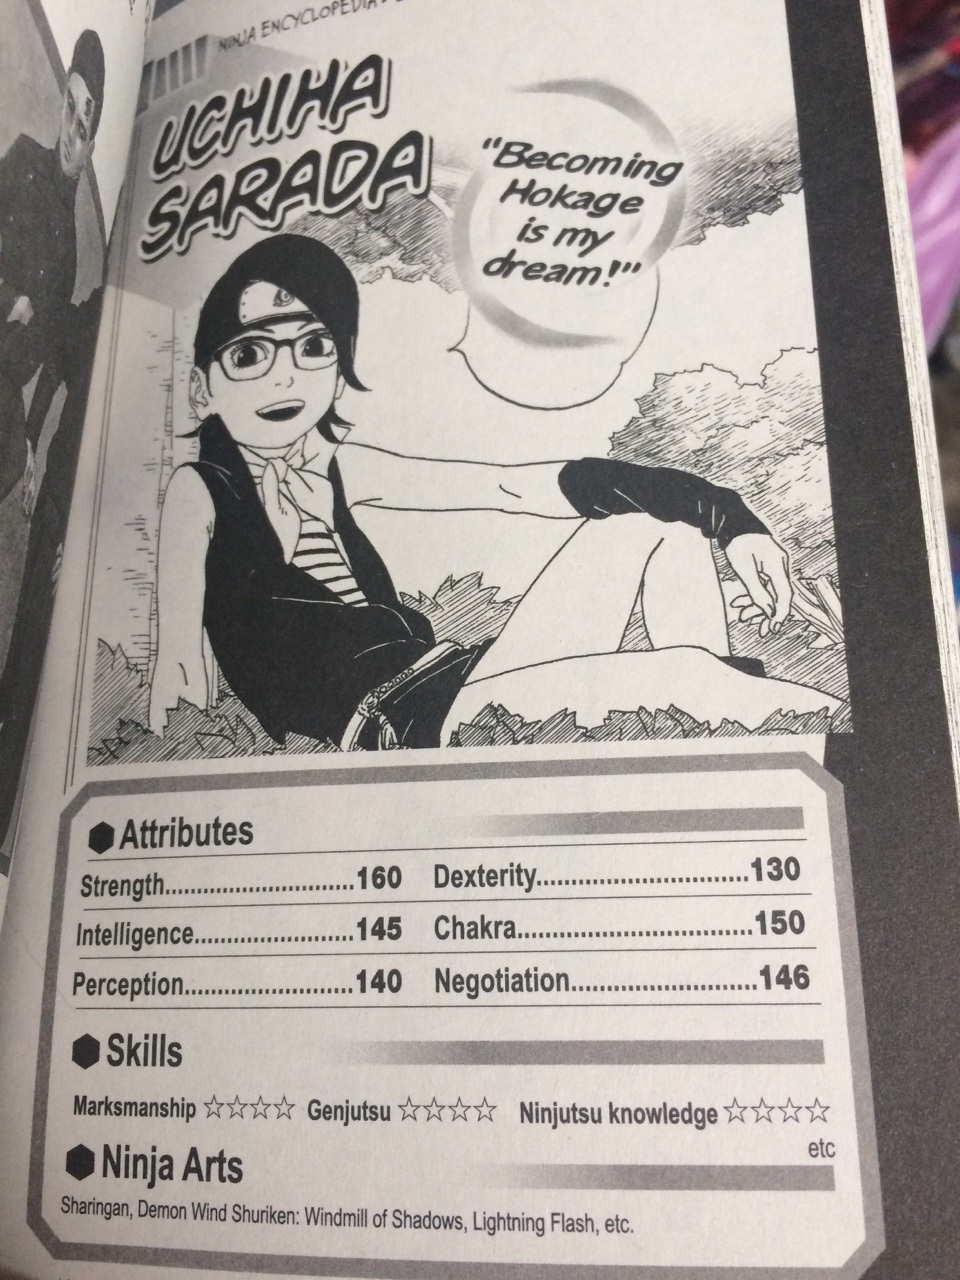 NINJA ENCYCLOPEDIA
UCHIHA
SARADA
"Becoming
Hokage
is my
dream!"
Attributes
Strength............................160 Dexterity................................130
Intelligence........................145 Chakra...................................150
Perception.........................140 Negotiation............................146
Skills
Marksmanship ☆☆☆☆ Genjutsu ☆☆☆☆ Ninjutsu knowledge ☆☆☆☆
etc
Ninja Arts
Sharingan, Demon Wind Shuriken: Windmill of Shadows, Lightning Flash, etc.